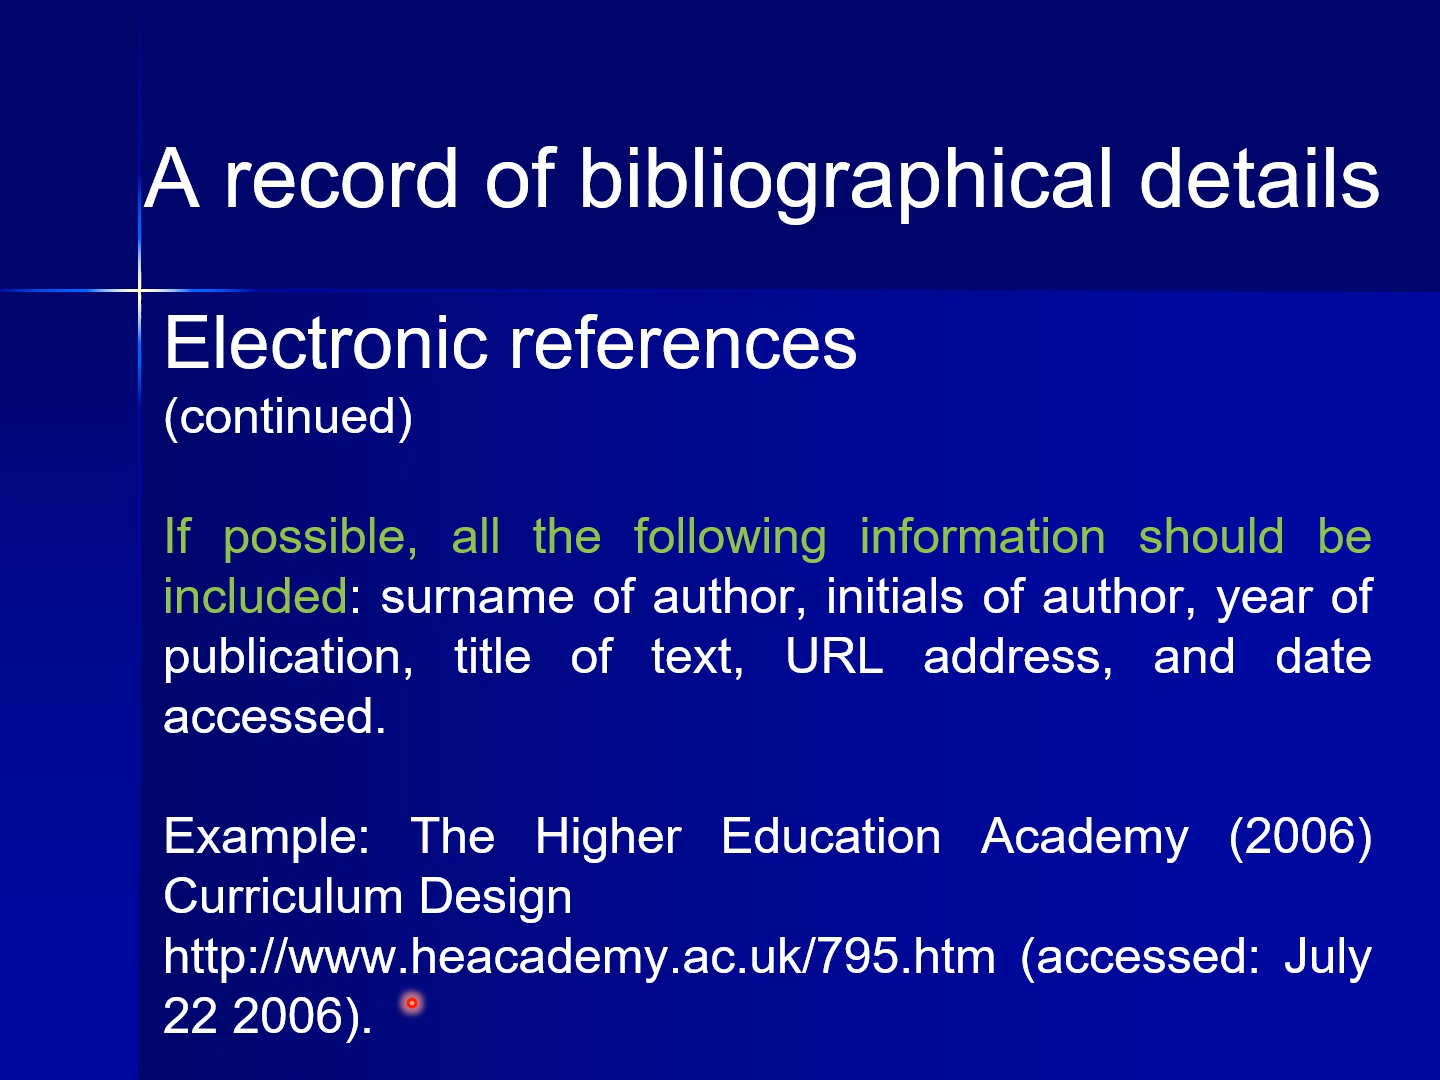 A record of bibliographical details
Electronic references
(continued)
If possible, all the following information should be
included: surname of author, initials of author, year of
publication, title of text, URL address, and date
accessed.
Example: The Higher Education Academy (2006)
Curriculum Design
http://www.heacademy.ac.uk/795.htm (accessed: July
22 2006).